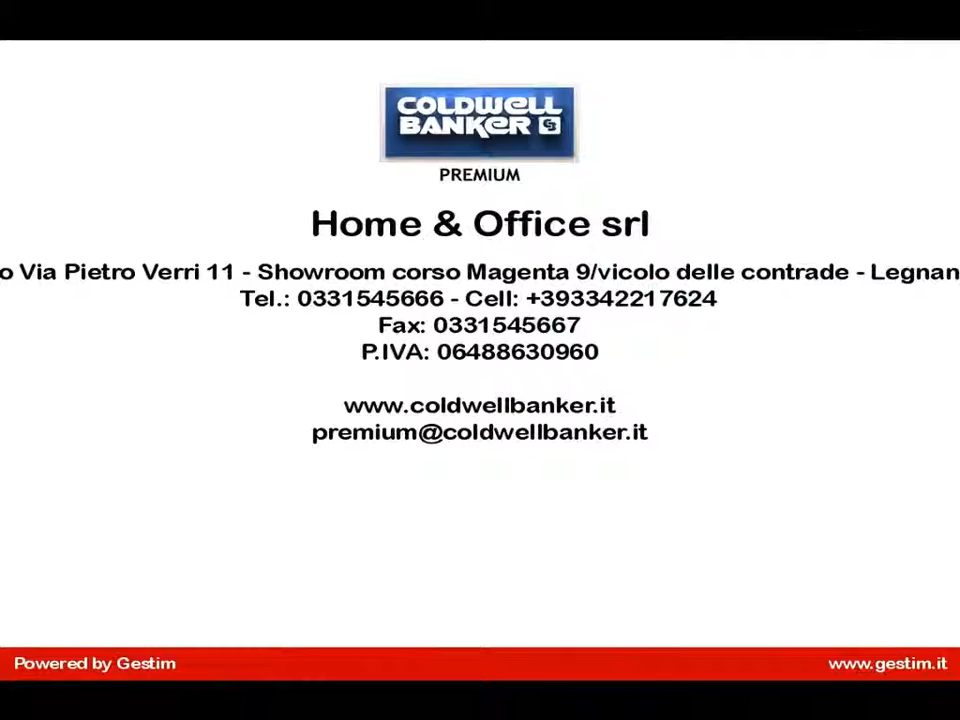 COLDWELL
BANKER CB
PREMIUM
Home & Office srl
o Via Pietro Verri 11 - Showroom corso Magenta 9/vicolo delle contrade - Legnan
Tel.: 0331545666 - Cell: +393342217624
Fax: 0331545667
P.IVA: 06488630960
www.coldwellbanker.it
premium@coldwellbanker.it
Powered by Gestim
www.gestim.it